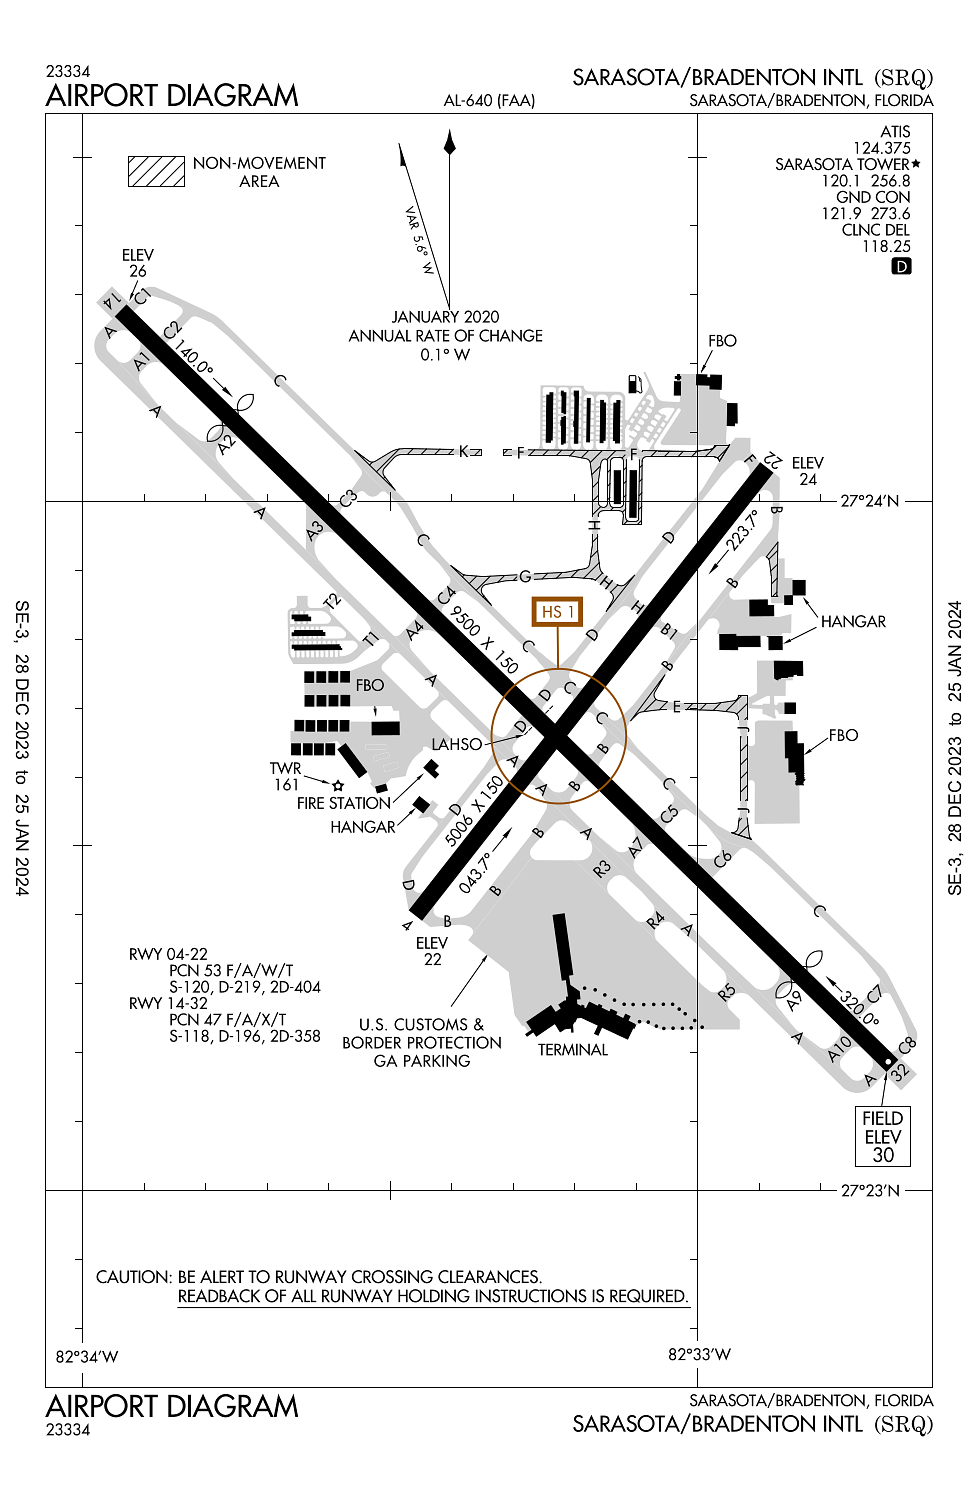 23334
AIRPORT DIAGRAM
AL-640 (FAA)
SARASOTA/BRADENTON INTL (SRQ)
SARASOTA/BRADENTON, FLORIDA
NON-MOVEMENT
AREA
VAR 5.6° W
JANUARY 2020
ANNUAL RATE OF CHANGE
0.1° W
ATIS
124.375
SARASOTA TOWER★
120.1 256.8
GND CON
121.9 273.6
CLNC DEL
118.25
D
ELEV
26
14
C1
A
C2
A1
140.0°
C
A
A2
FBO
K
F
F
F
22
ELEV
24
27°24'N
C3
A
A3
H
B
223.7°
D
C
G
H
H
B
T2
C4
9500 X 150
HS 1
HANGAR
T1
A4
D
B1
C
B
A
FBO
D
C
C
E
J
FBO
LAHSO
D
B
A
TWR
161
FIRE STATION
HANGAR
D
5006 X 150
A
B
C
C5
J
B
A
A7
C6
043.7°
R3
D
B
4
B
ELEV
22
R4
A
C
RWY 04-22
PCN 53 F/A/W/T
S-120, D-219, 2D-404
RWY 14-32
PCN 47 F/A/X/T
S-118, D-196, 2D-358
U.S. CUSTOMS &
BORDER PROTECTION
GA PARKING
TERMINAL
R5
A9
C7
320.0°
A
A10
C8
A
32
FIELD
ELEV
30
27°23'N
CAUTION: BE ALERT TO RUNWAY CROSSING CLEARANCES.
READBACK OF ALL RUNWAY HOLDING INSTRUCTIONS IS REQUIRED.
82°34'W
82°33'W
AIRPORT DIAGRAM
23334
SARASOTA/BRADENTON, FLORIDA
SARASOTA/BRADENTON INTL (SRQ)
SE-3, 28 DEC 2023 to 25 JAN 2024
SE-3, 28 DEC 2023 to 25 JAN 2024